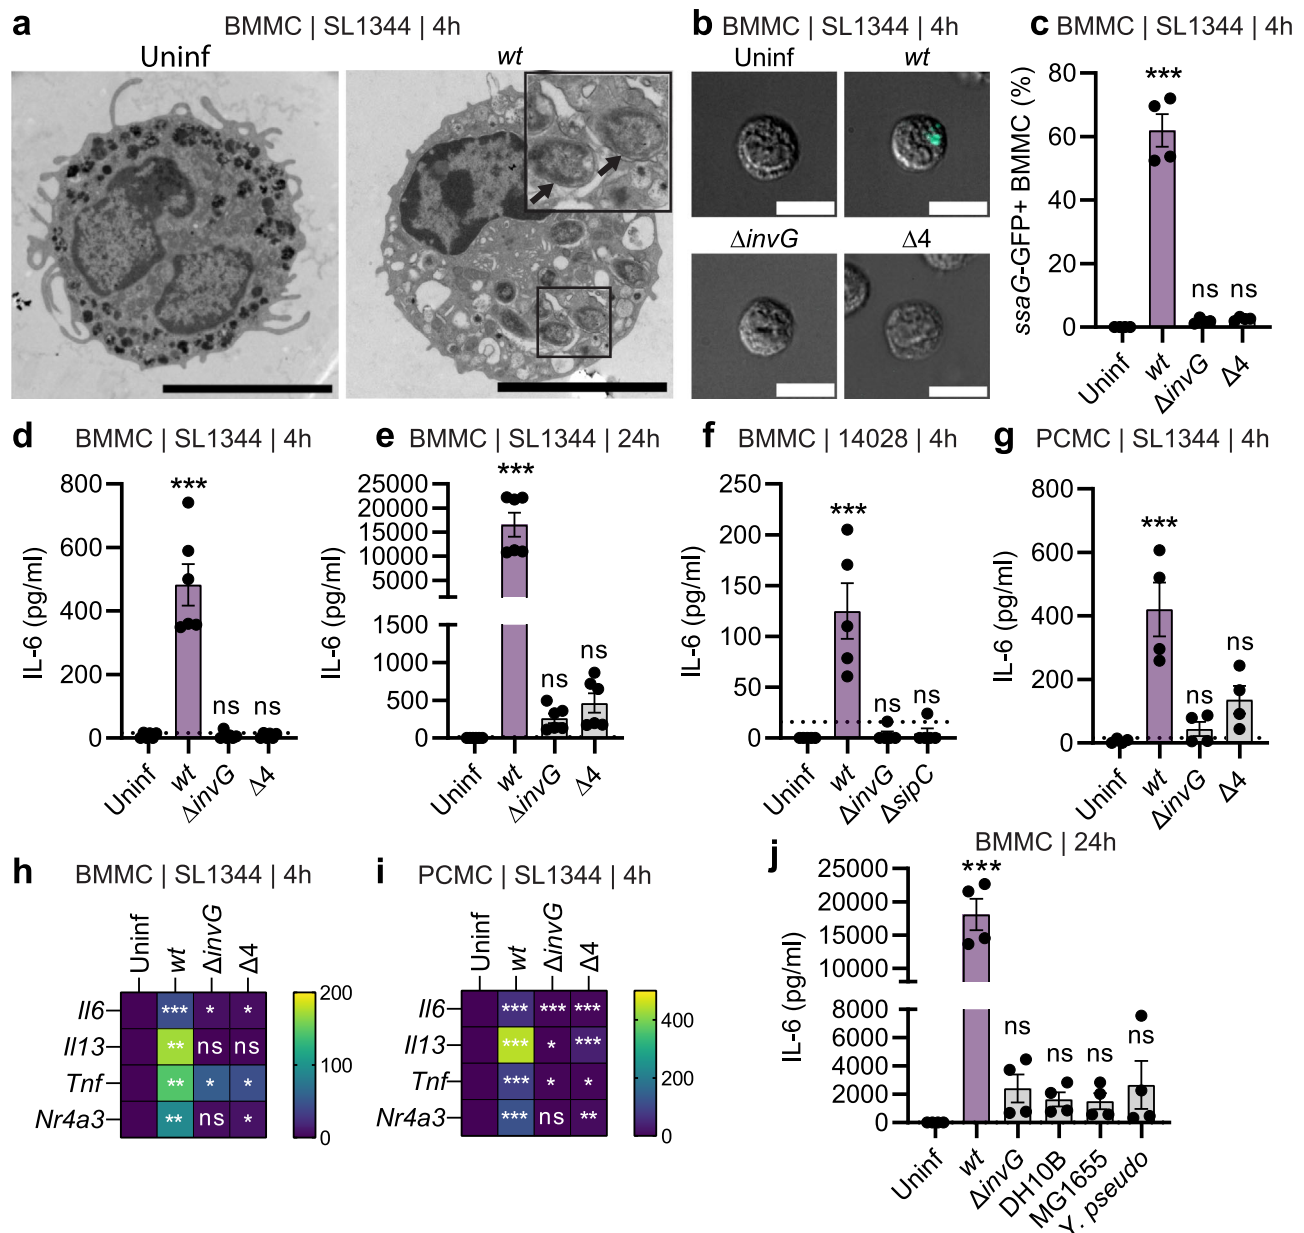 a BMMC | SL1344 | 4h
Uninf wt
b BMMC | SL1344 | 4h
Uninf wt
ΔinvG Δ4
c BMMC | SL1344 | 4h
ssaG-GFP+ BMMC (%)
80
60
40
20
0
***
ns ns
Uninf wt ΔinvG Δ4
d BMMC | SL1344 | 4h
IL-6 (pg/ml)
800
600
400
200
0
***
ns ns
Uninf wt ΔinvG Δ4
e BMMC | SL1344 | 24h
IL-6 (pg/ml)
25000
20000
15000
10000
5000
1500
1000
500
0
***
ns ns
Uninf wt ΔinvG Δ4
f BMMC | 14028 | 4h
IL-6 (pg/ml)
250
200
150
100
50
0
***
ns ns
Uninf wt ΔinvG ΔsipC
g PCMC | SL1344 | 4h
IL-6 (pg/ml)
800
600
400
200
0
***
ns ns
Uninf wt ΔinvG Δ4
h BMMC | SL1344 | 4h
Uninf wt ΔinvG Δ4
Il6 *** * *
Il13 ** ns ns
Tnf ** * *
Nr4a3 ** ns *
200
100
0
i PCMC | SL1344 | 4h
Uninf wt ΔinvG Δ4
Il6 *** *** ***
Il13 *** * ***
Tnf *** * *
Nr4a3 *** ns **
400
200
0
j BMMC | 24h
IL-6 (pg/ml)
25000
20000
15000
10000
8000
6000
4000
2000
0
***
ns ns ns ns
Uninf wt ΔinvG DH10B MG1655 Y. pseudo